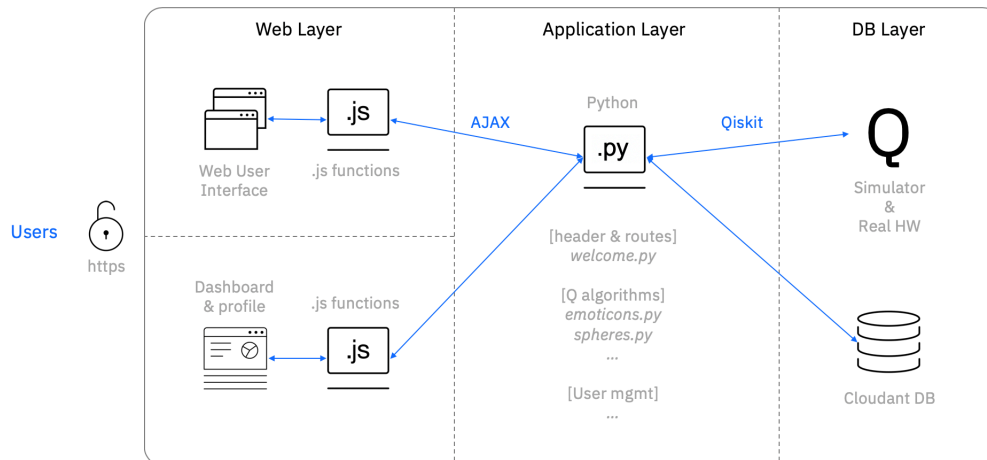 Web Layer
Application Layer
DB Layer
.js
AJAX
Python
.py
Qiskit
Q
Web User
Interface
.js functions
Simulator
&
Real HW
Users
https
[header & routes]
welcome.py
Dashboard
& profile
.js functions
.js
[Q algorithms]
emoticons.py
spheres.py
...
[User mgmt]
...
Cloudant DB